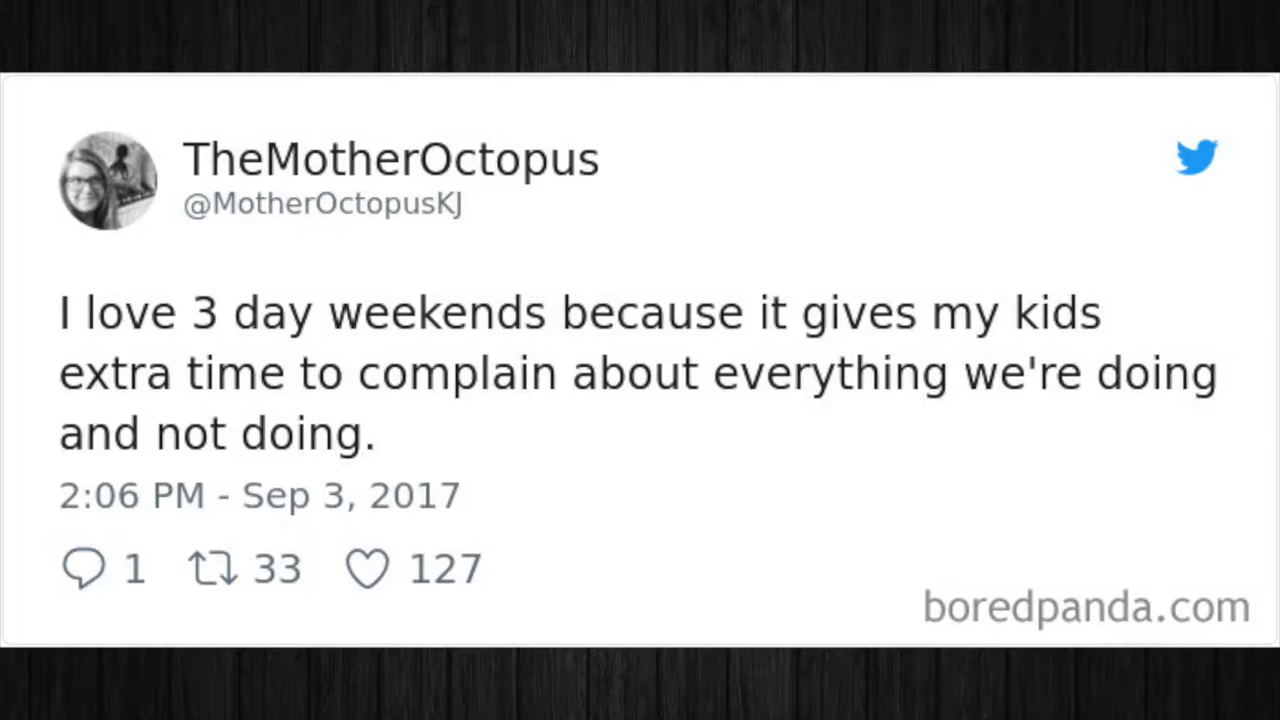 TheMotherOctopus
@MotherOctopusKJ
I love 3 day weekends because it gives my kids
extra time to complain about everything we're doing
and not doing.
2:06 PM - Sep 3, 2017
1 33 127
boredpanda.com